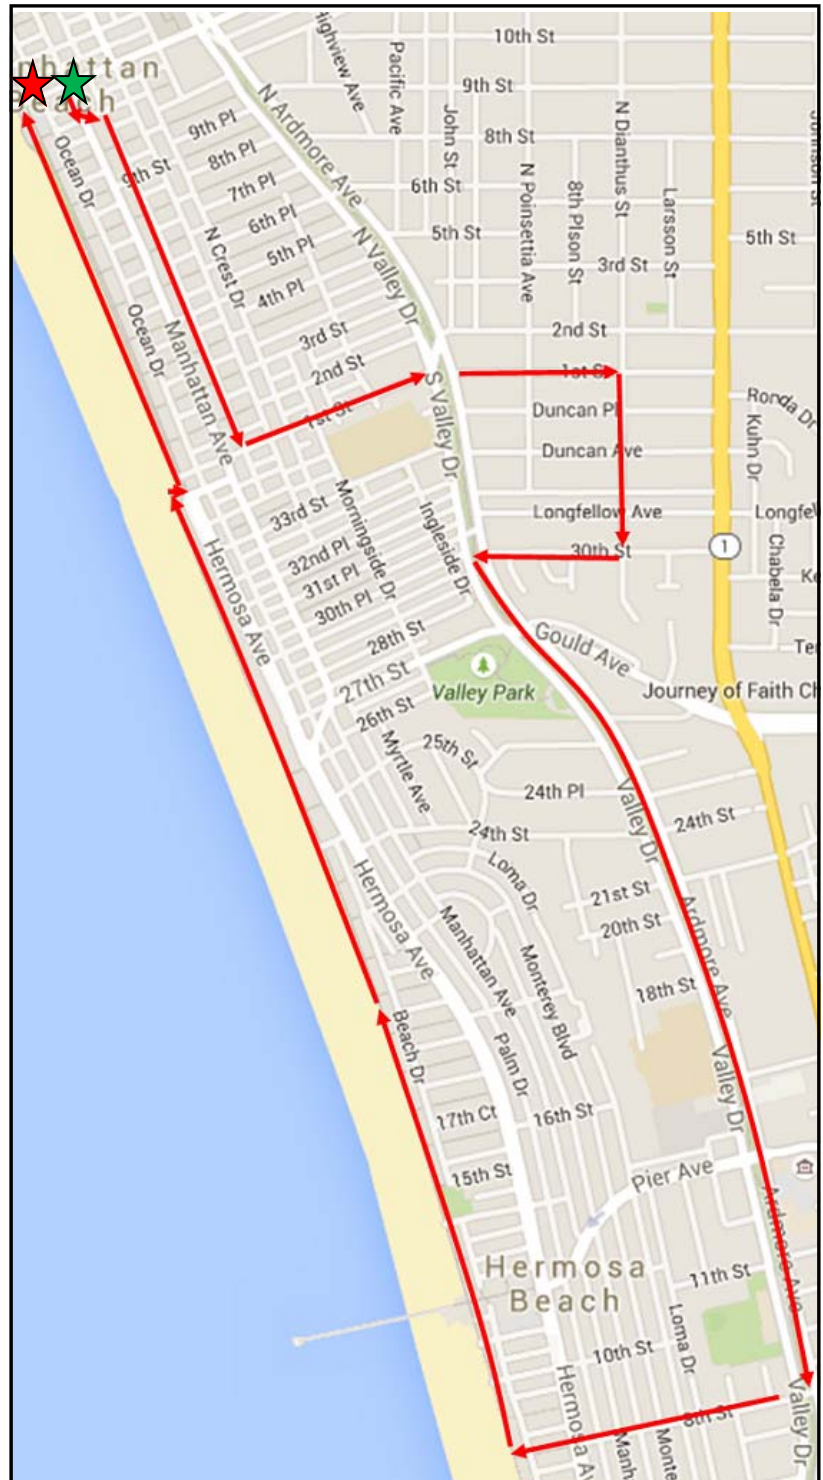 10th St
Highview Ave
Pacific Ave
nhattan
Beach
9th St
N Ardmore Ave
John St
8th St
N Dianthus St
9th Pl
8th Pl
9th St
7th Pl
6th St
N Poinsettia Ave
8th Plson St
Larsson St
Ocean Dr
6th Pl
5th St
5th St
N Crest Dr
5th Pl
N Valley Dr
3rd St
4th Pl
Ocean Dr
Manhattan Ave
3rd St
2nd St
2nd St
1st St
S Valley Dr
1st St
Duncan Pl
Ronda Dr
Kuhn Dr
Duncan Ave
33rd St
Morningside Dr
Ingleside Dr
Longfellow Ave
Longfe
30th St
1
Chabela Dr
Ke
32nd Pl
31st Pl
30th Pl
Hermosa Ave
28th St
Gould Ave
Te
27th St
Valley Park
Journey of Faith Ch
26th St
Myrtle Ave
25th St
24th Pl
Valley Dr
24th St
24th St
Loma Dr
Hermosa Ave
21st St
20th St
Ardmore Ave
Manhattan Ave
Monterey Blvd
18th St
Beach Dr
Palm Dr
Valley Dr
17th Ct
16th St
15th St
Pier Ave
Ardmore Ave
Hermosa
Beach
11th St
Loma Dr
10th St
Hermosa A
Valley Dr
8th St
Manh
Monte